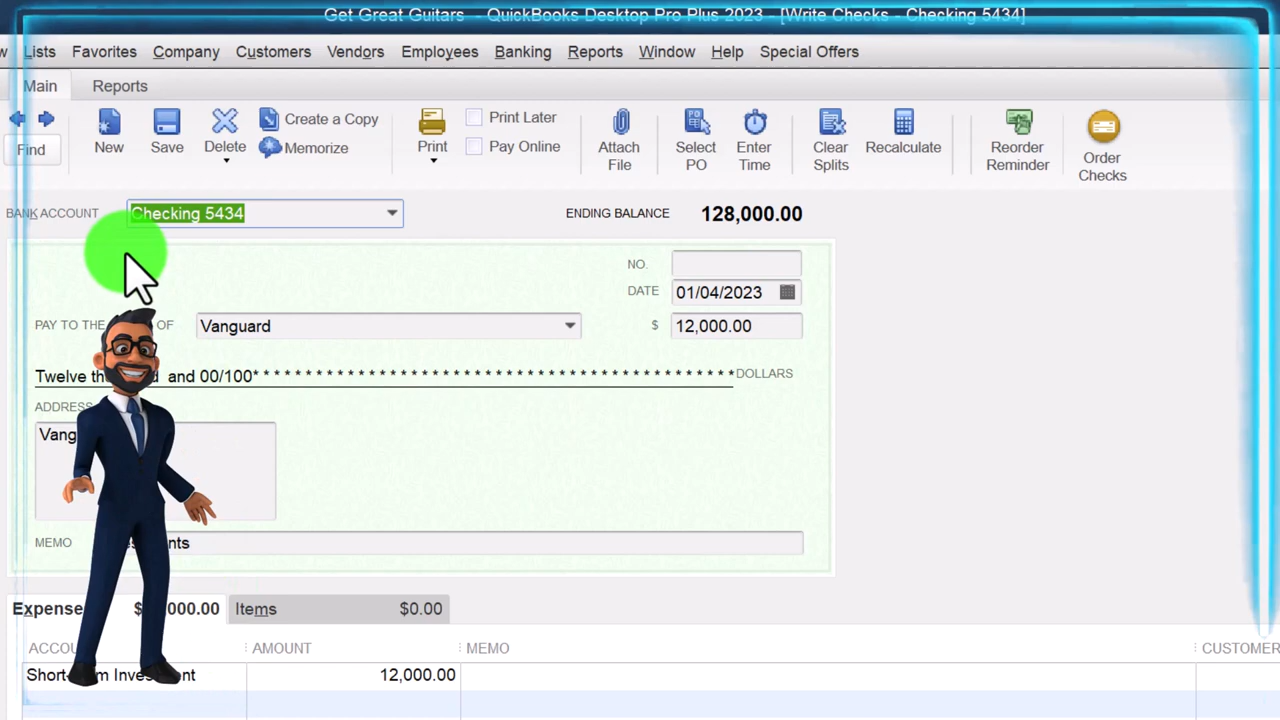 Get Great Guitars - QuickBooks Desktop Pro Plus 2023 - [Write Checks - Checking 5434]
w Lists Favorites Company Customers Vendors Employees Banking Reports Window Help Special Offers
Main Reports
Find New Save Delete Create a Copy Memorize Print Print Later Pay Online Attach File Select PO Enter Time Clear Splits Recalculate Reorder Reminder Order Checks
BANK ACCOUNT Checking 5434 ENDING BALANCE 128,000.00
NO.
DATE 01/04/2023
PAY TO THE OF Vanguard $ 12,000.00
Twelve and 00/100* * * * * * * * * * * * * * * * * * * * * * * * * * * * * * * * * * * * * * * * * * * * * DOLLARS
ADDRESS
MEMO
Expense Items $0.00
AMOUNT MEMO CUSTOMER
12,000.00